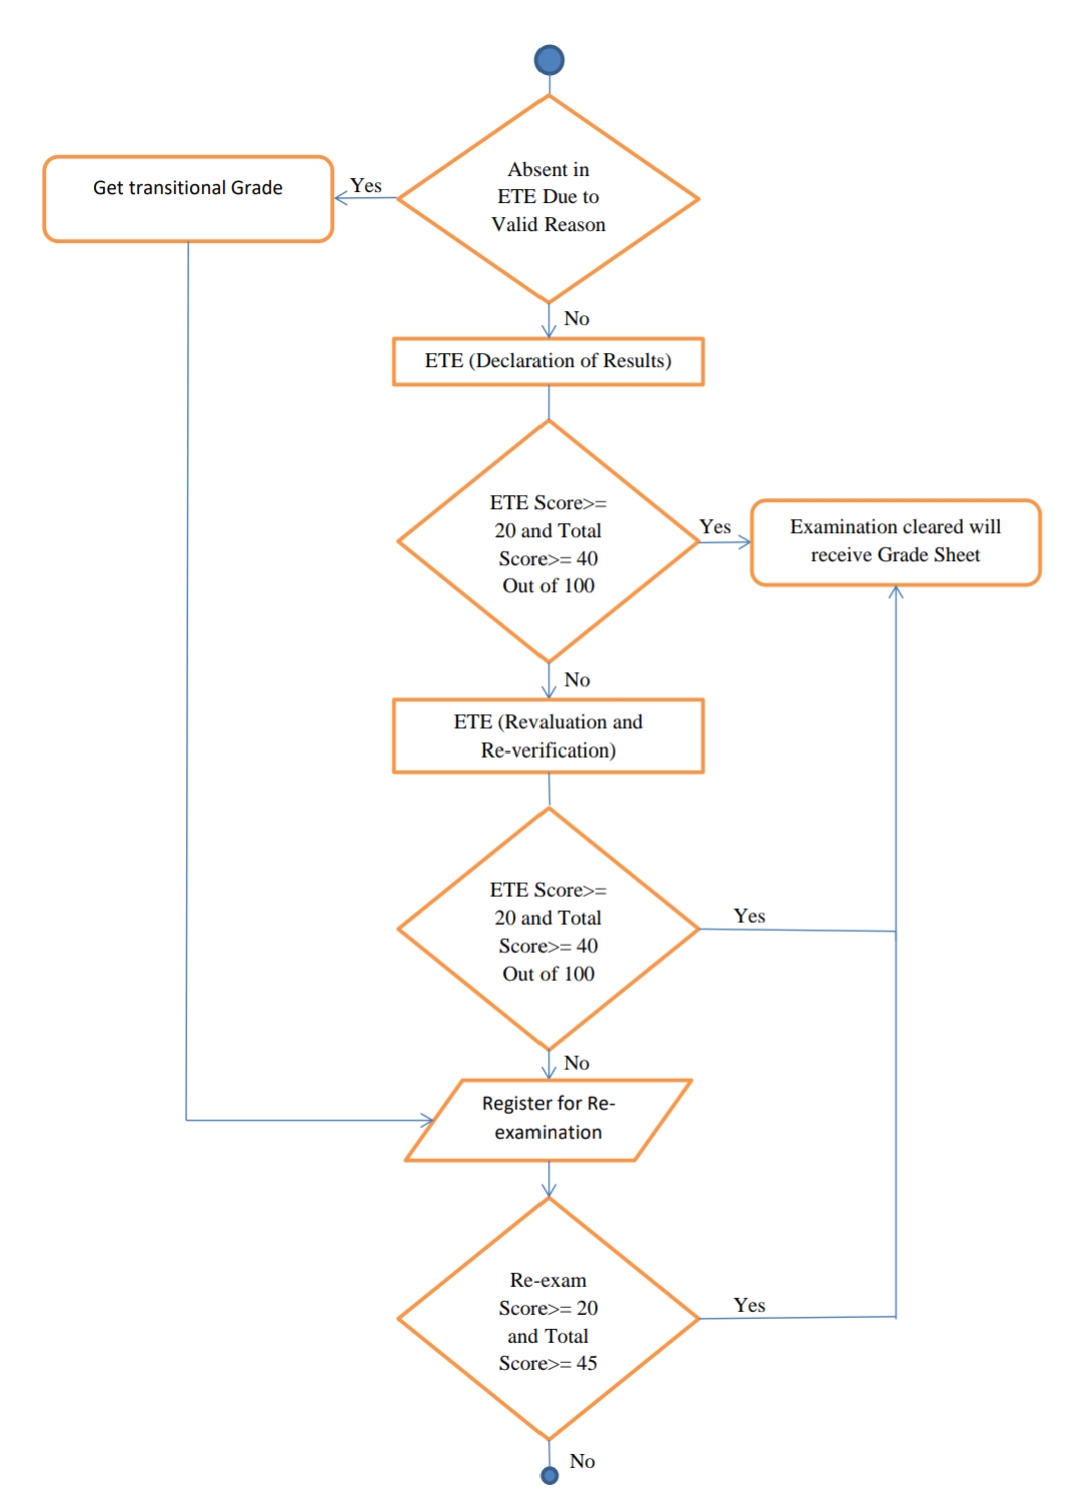 Absent in
ETE Due to
Valid Reason
Yes
Get transitional Grade
No
ETE (Declaration of Results)
ETE Score>=
20 and Total
Score>= 40
Out of 100
Yes
Examination cleared will
receive Grade Sheet
No
ETE (Revaluation and
Re-verification)
ETE Score>=
20 and Total
Score>= 40
Out of 100
Yes
No
Register for Re-
examination
Re-exam
Score>= 20
and Total
Score>= 45
Yes
No